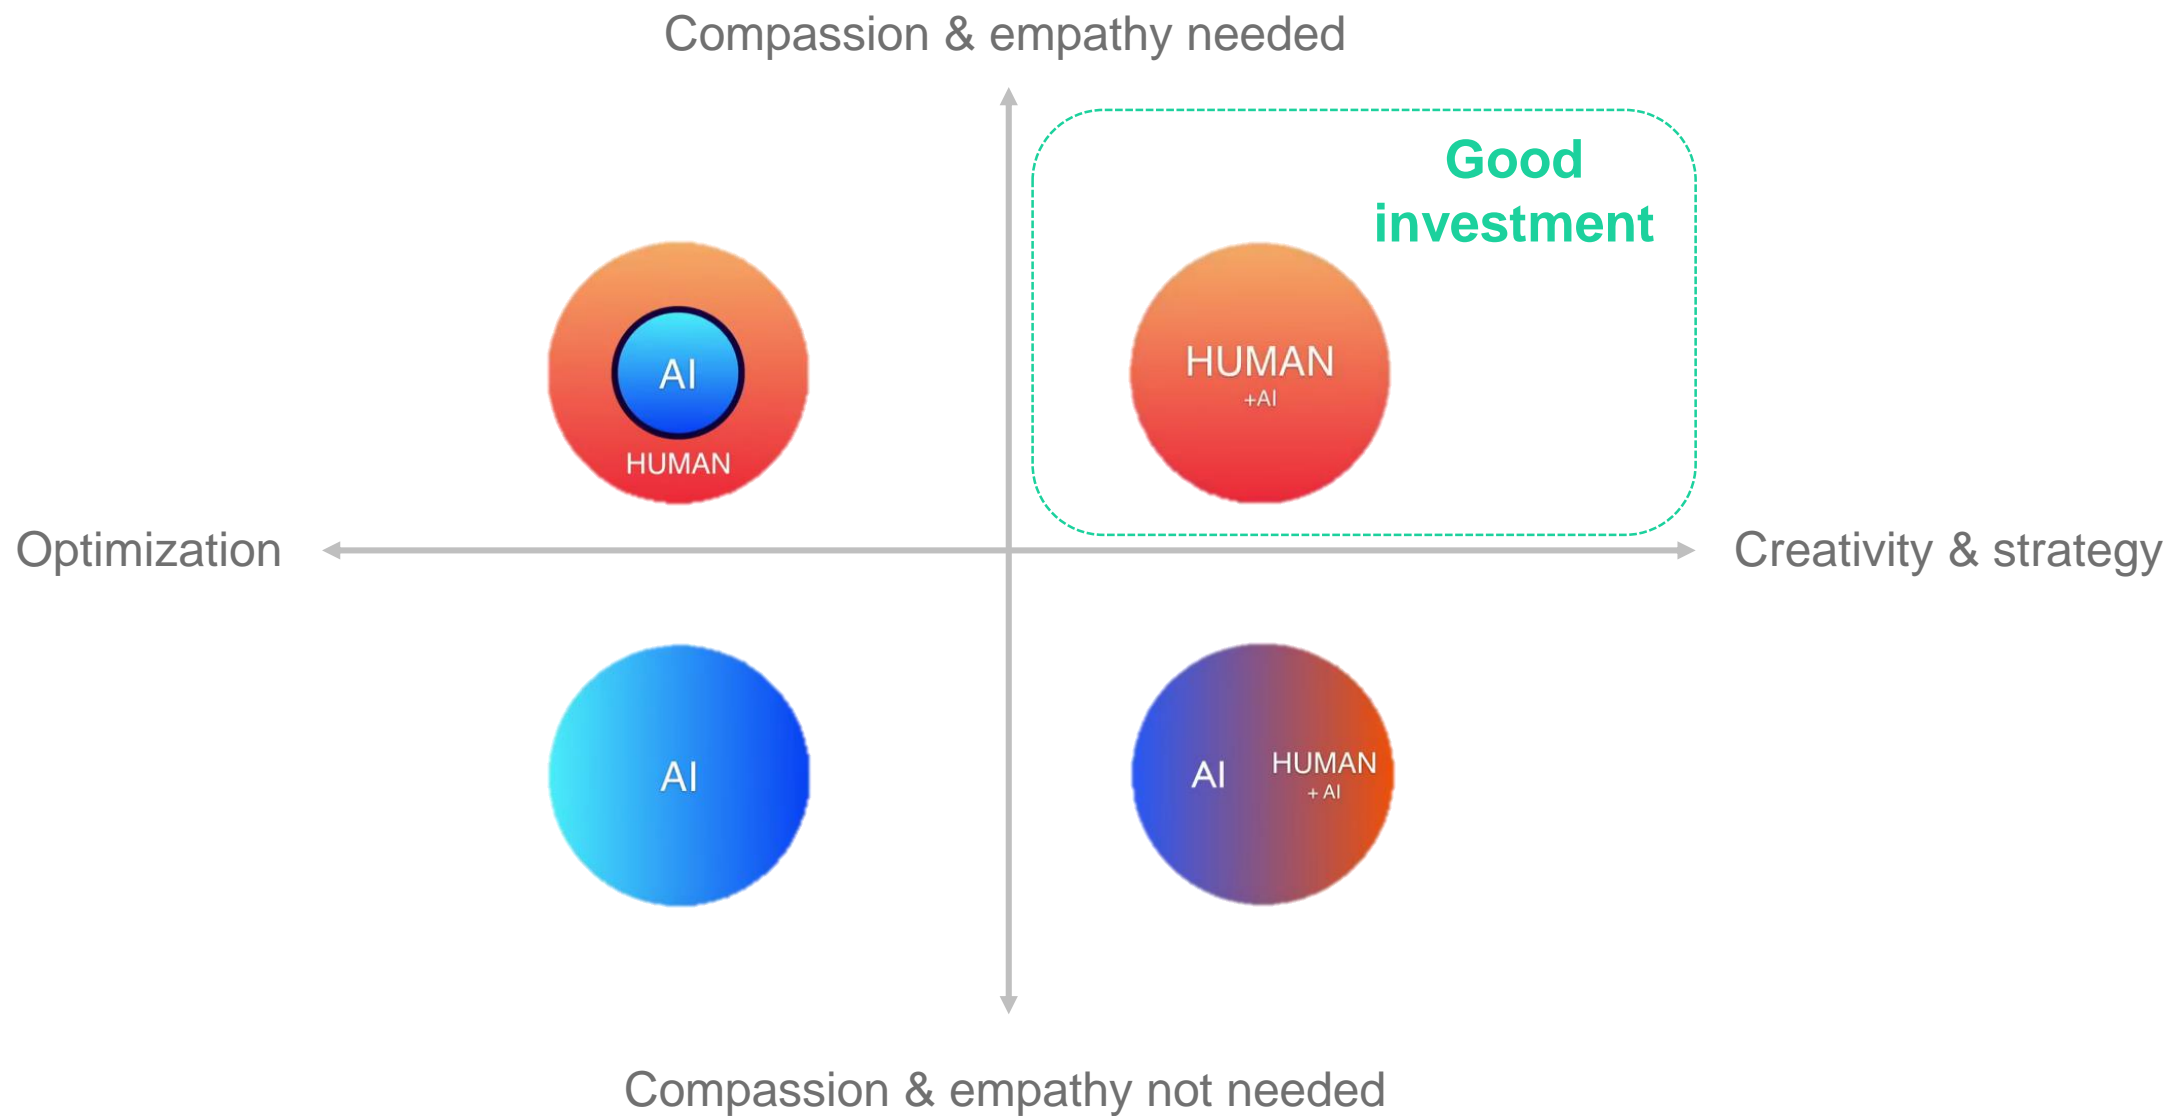 Compassion & empathy needed
Good
investment
AI
HUMAN
HUMAN
+AI
Optimization
Creativity & strategy
AI
AI
HUMAN
+ AI
Compassion & empathy not needed